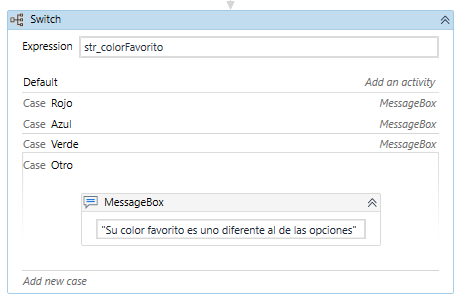 Switch
Expression str_colorFavorito
Default Add an activity
Case Rojo MessageBox
Case Azul MessageBox
Case Verde MessageBox
Case Otro
MessageBox
"Su color favorito es uno diferente al de las opciones"
Add new case